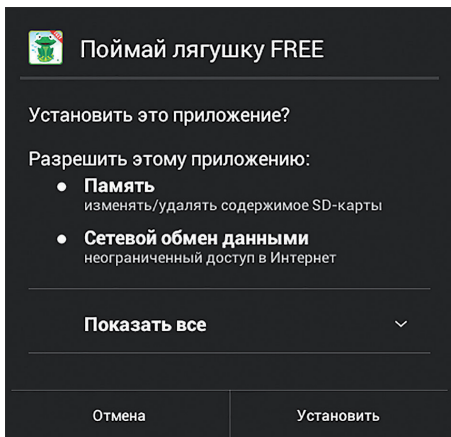 Поймай лягушку FREE
Установить это приложение?
Разрешить этому приложению:
Память
изменять/удалять содержимое SD-карты
Сетевой обмен данными
неограниченный доступ в Интернет
Показать все
Отмена
Установить